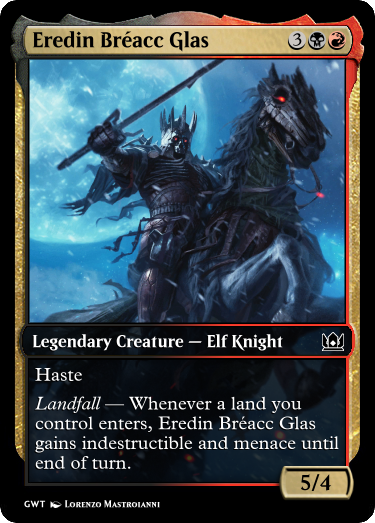 Eredin Bréacc Glas 3
Legendary Creature — Elf Knight
Haste
Landfall — Whenever a land you
control enters, Eredin Bréacc Glas
gains indestructible and menace until
end of turn.
5/4
GWT Lorenzo Mastroianni